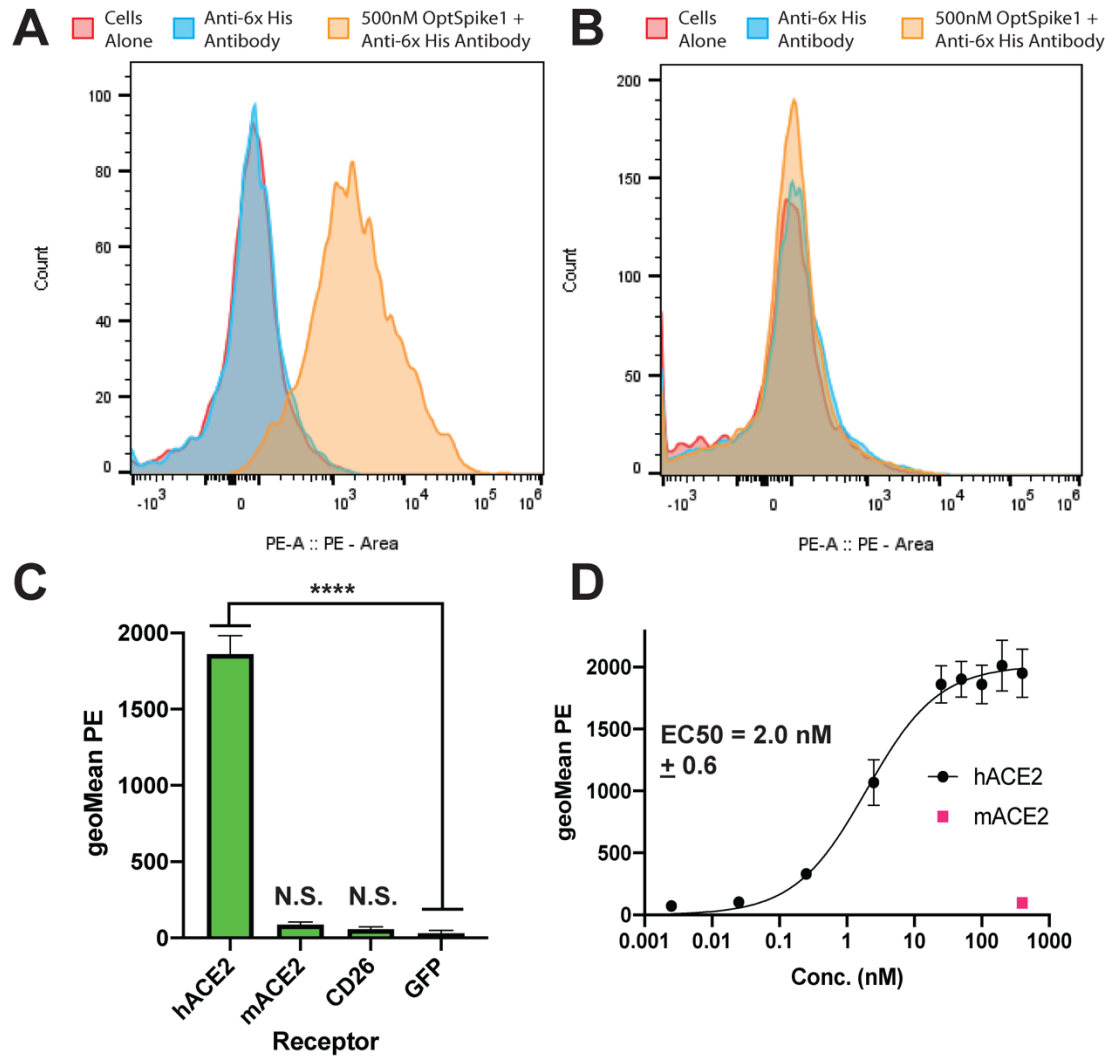 A
Cells
Alone
Anti-6x His
Antibody
500nM OptSpike1 +
Anti-6x His Antibody
100
80
60
40
20
0
Count
-10³ 0 10³ 10⁴ 10⁵ 10⁶
PE-A :: PE - Area
B
Cells
Alone
Anti-6x His
Antibody
500nM OptSpike1 +
Anti-6x His Antibody
200
150
100
50
0
Count
-10³ 0 10³ 10⁴ 10⁵ 10⁶
PE-A :: PE - Area
C
****
2000
1500
1000
500
0
geoMean PE
N.S. N.S.
hACE2 mACE2 CD26 GFP
Receptor
D
2000
1500
1000
500
0
geoMean PE
EC50 = 2.0 nM
± 0.6
hACE2
mACE2
0.001 0.01 0.1 1 10 100 1000
Conc. (nM)